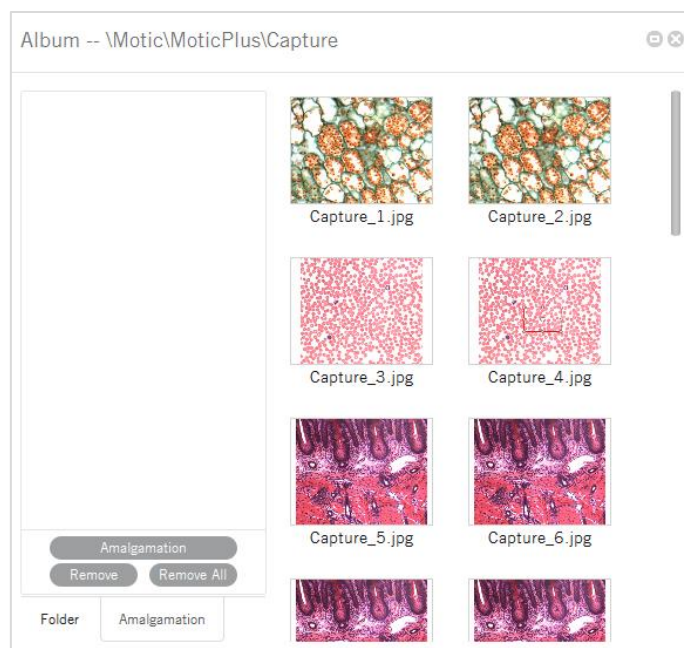 Album -- \Motic\MoticPlus\Capture
Capture_1.jpg
Capture_2.jpg
Capture_3.jpg
Capture_4.jpg
Capture_5.jpg
Capture_6.jpg
Amalgamation
Remove
Remove All
Folder
Amalgamation